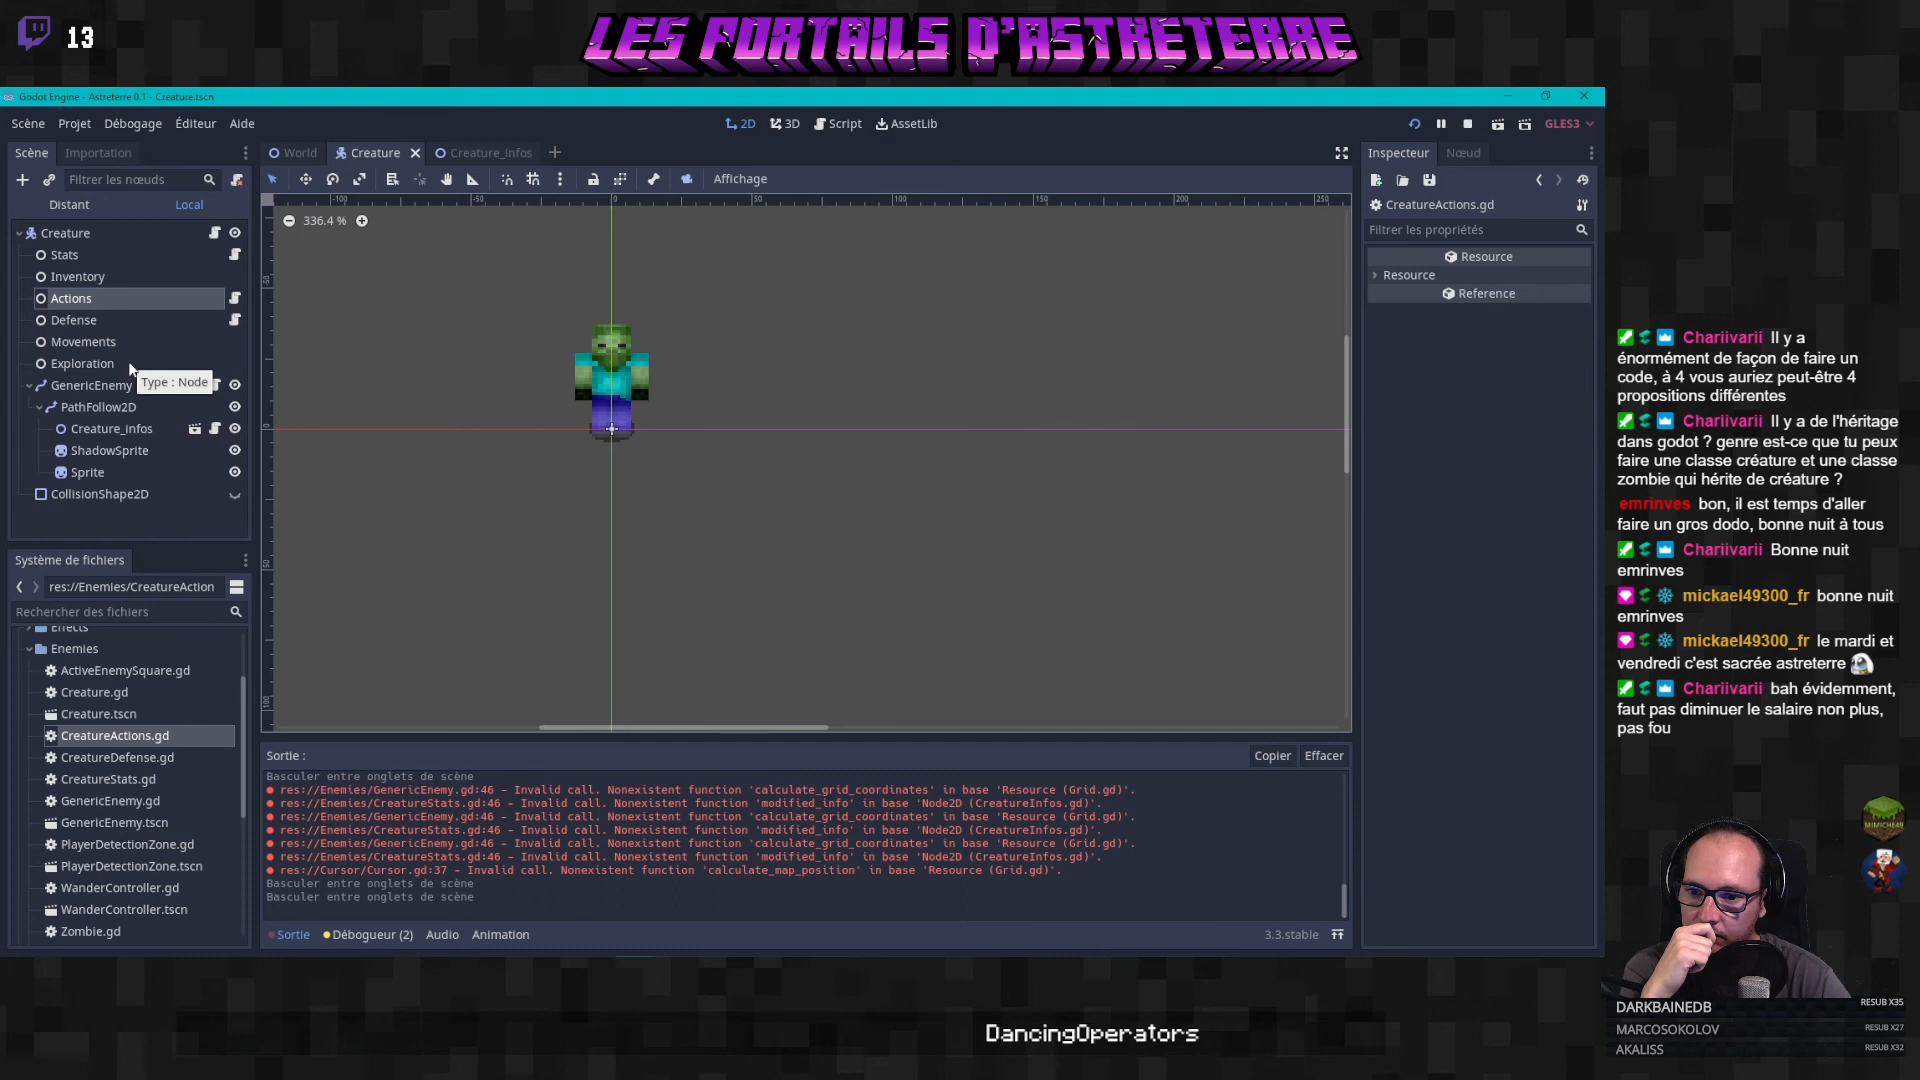 13
LES PORTAILS D'ASTRETERRE
Godot Engine - Astreterre 0.1 - Creature.tscn
Scène Projet Débogage Éditeur Aide
2D 3D Script AssetLib
GLES3
Scène Importation
World Creature Creature_Infos
Inspecteur Nœud
Filtrer les nœuds
Affichage
Distant Local
CreatureActions.gd
Filtrer les propriétés
-100 -50 0 50 100 150 200 250
336.4 %
Resource
Resource
Reference
Creature
Stats
Inventory
Actions
Defense
Movements
Exploration
GenericEnemy
Type : Node
PathFollow2D
Creature_Infos
ShadowSprite
Sprite
CollisionShape2D
Système de fichiers
res://Enemies/CreatureAction
Rechercher des fichiers
Effects
Enemies
ActiveEnemySquare.gd
Creature.gd
Creature.tscn
CreatureActions.gd
CreatureDefense.gd
CreatureStats.gd
GenericEnemy.gd
GenericEnemy.tscn
PlayerDetectionZone.gd
PlayerDetectionZone.tscn
WanderController.gd
WanderController.tscn
Zombie.gd
Sortie :
Copier Effacer
Basculer entre onglets de scène
res://Enemies/GenericEnemy.gd:46 - Invalid call. Nonexistent function 'calculate_grid_coordinates' in base 'Resource (Grid.gd)'.
res://Enemies/CreatureStats.gd:46 - Invalid call. Nonexistent function 'modified_info' in base 'Node2D (CreatureInfos.gd)'.
res://Enemies/GenericEnemy.gd:46 - Invalid call. Nonexistent function 'calculate_grid_coordinates' in base 'Resource (Grid.gd)'.
res://Enemies/CreatureStats.gd:46 - Invalid call. Nonexistent function 'modified_info' in base 'Node2D (CreatureInfos.gd)'.
res://Enemies/GenericEnemy.gd:46 - Invalid call. Nonexistent function 'calculate_grid_coordinates' in base 'Resource (Grid.gd)'.
res://Enemies/CreatureStats.gd:46 - Invalid call. Nonexistent function 'modified_info' in base 'Node2D (CreatureInfos.gd)'.
res://Cursor/Cursor.gd:37 - Invalid call. Nonexistent function 'calculate_map_position' in base 'Resource (Grid.gd)'.
Basculer entre onglets de scène
Basculer entre onglets de scène
Sortie Débogueur (2) Audio Animation
3.3.stable
Chariivarii Il y a
énormément de façon de faire un
code, à 4 vous auriez peut-être 4
propositions différentes
Chariivarii Il y a de l'héritage
dans godot ? genre est-ce que tu peux
faire une classe créature et une classe
zombie qui hérite de créature ?
emrinves bon, il est temps d'aller
faire un gros dodo, bonne nuit à tous
Chariivarii Bonne nuit
emrinves
mickael49300_fr bonne nuit
emrinves
mickael49300_fr le mardi et
vendredi c'est sacrée astreterre
Chariivarii bah évidemment,
faut pas diminuer le salaire non plus,
pas fou
DARKBAINEDB RESUB X35
MARCOSOKOLOV RESUB X27
AKALISS RESUB X32
DancingOperators